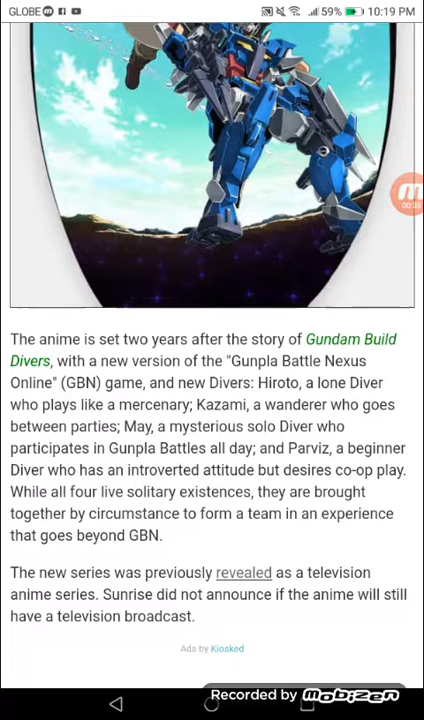 GLOBE 59% 10:19 PM
00:38
The anime is set two years after the story of Gundam Build
Divers, with a new version of the "Gunpla Battle Nexus
Online" (GBN) game, and new Divers: Hiroto, a lone Diver
who plays like a mercenary; Kazami, a wanderer who goes
between parties; May, a mysterious solo Diver who
participates in Gunpla Battles all day; and Parviz, a beginner
Diver who has an introverted attitude but desires co-op play.
While all four live solitary existences, they are brought
together by circumstance to form a team in an experience
that goes beyond GBN.
The new series was previously revealed as a television
anime series. Sunrise did not announce if the anime will still
have a television broadcast.
Ads by Kiosked
Recorded by mobizen